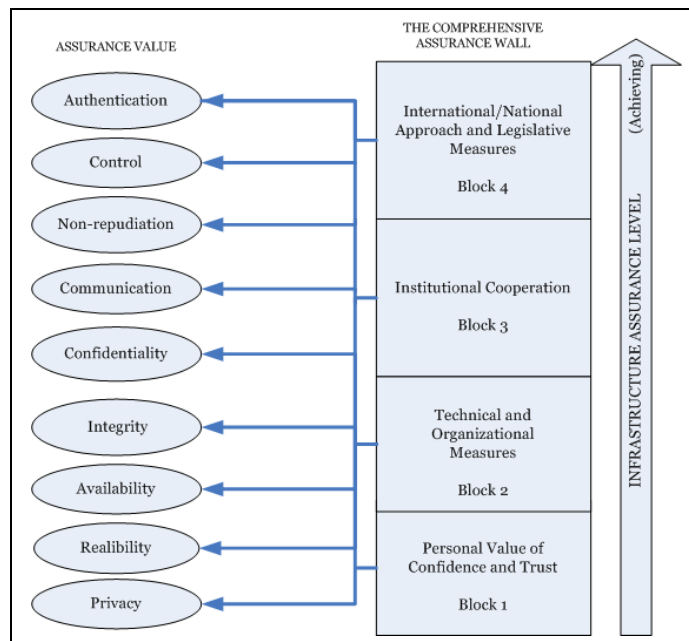 ASSURANCE VALUE
Authentication
Control
Non-repudiation
Communication
Confidentiality
Integrity
Availability
Realibility
Privacy
THE COMPREHENSIVE
ASSURANCE WALL
International/National
Approach and Legislative
Measures
Block 4
Institutional Cooperation
Block 3
Technical and
Organizational
Measures
Block 2
Personal Value of
Confidence and Trust
Block 1
INFRASTRUCTURE ASSURANCE LEVEL (Achieving)